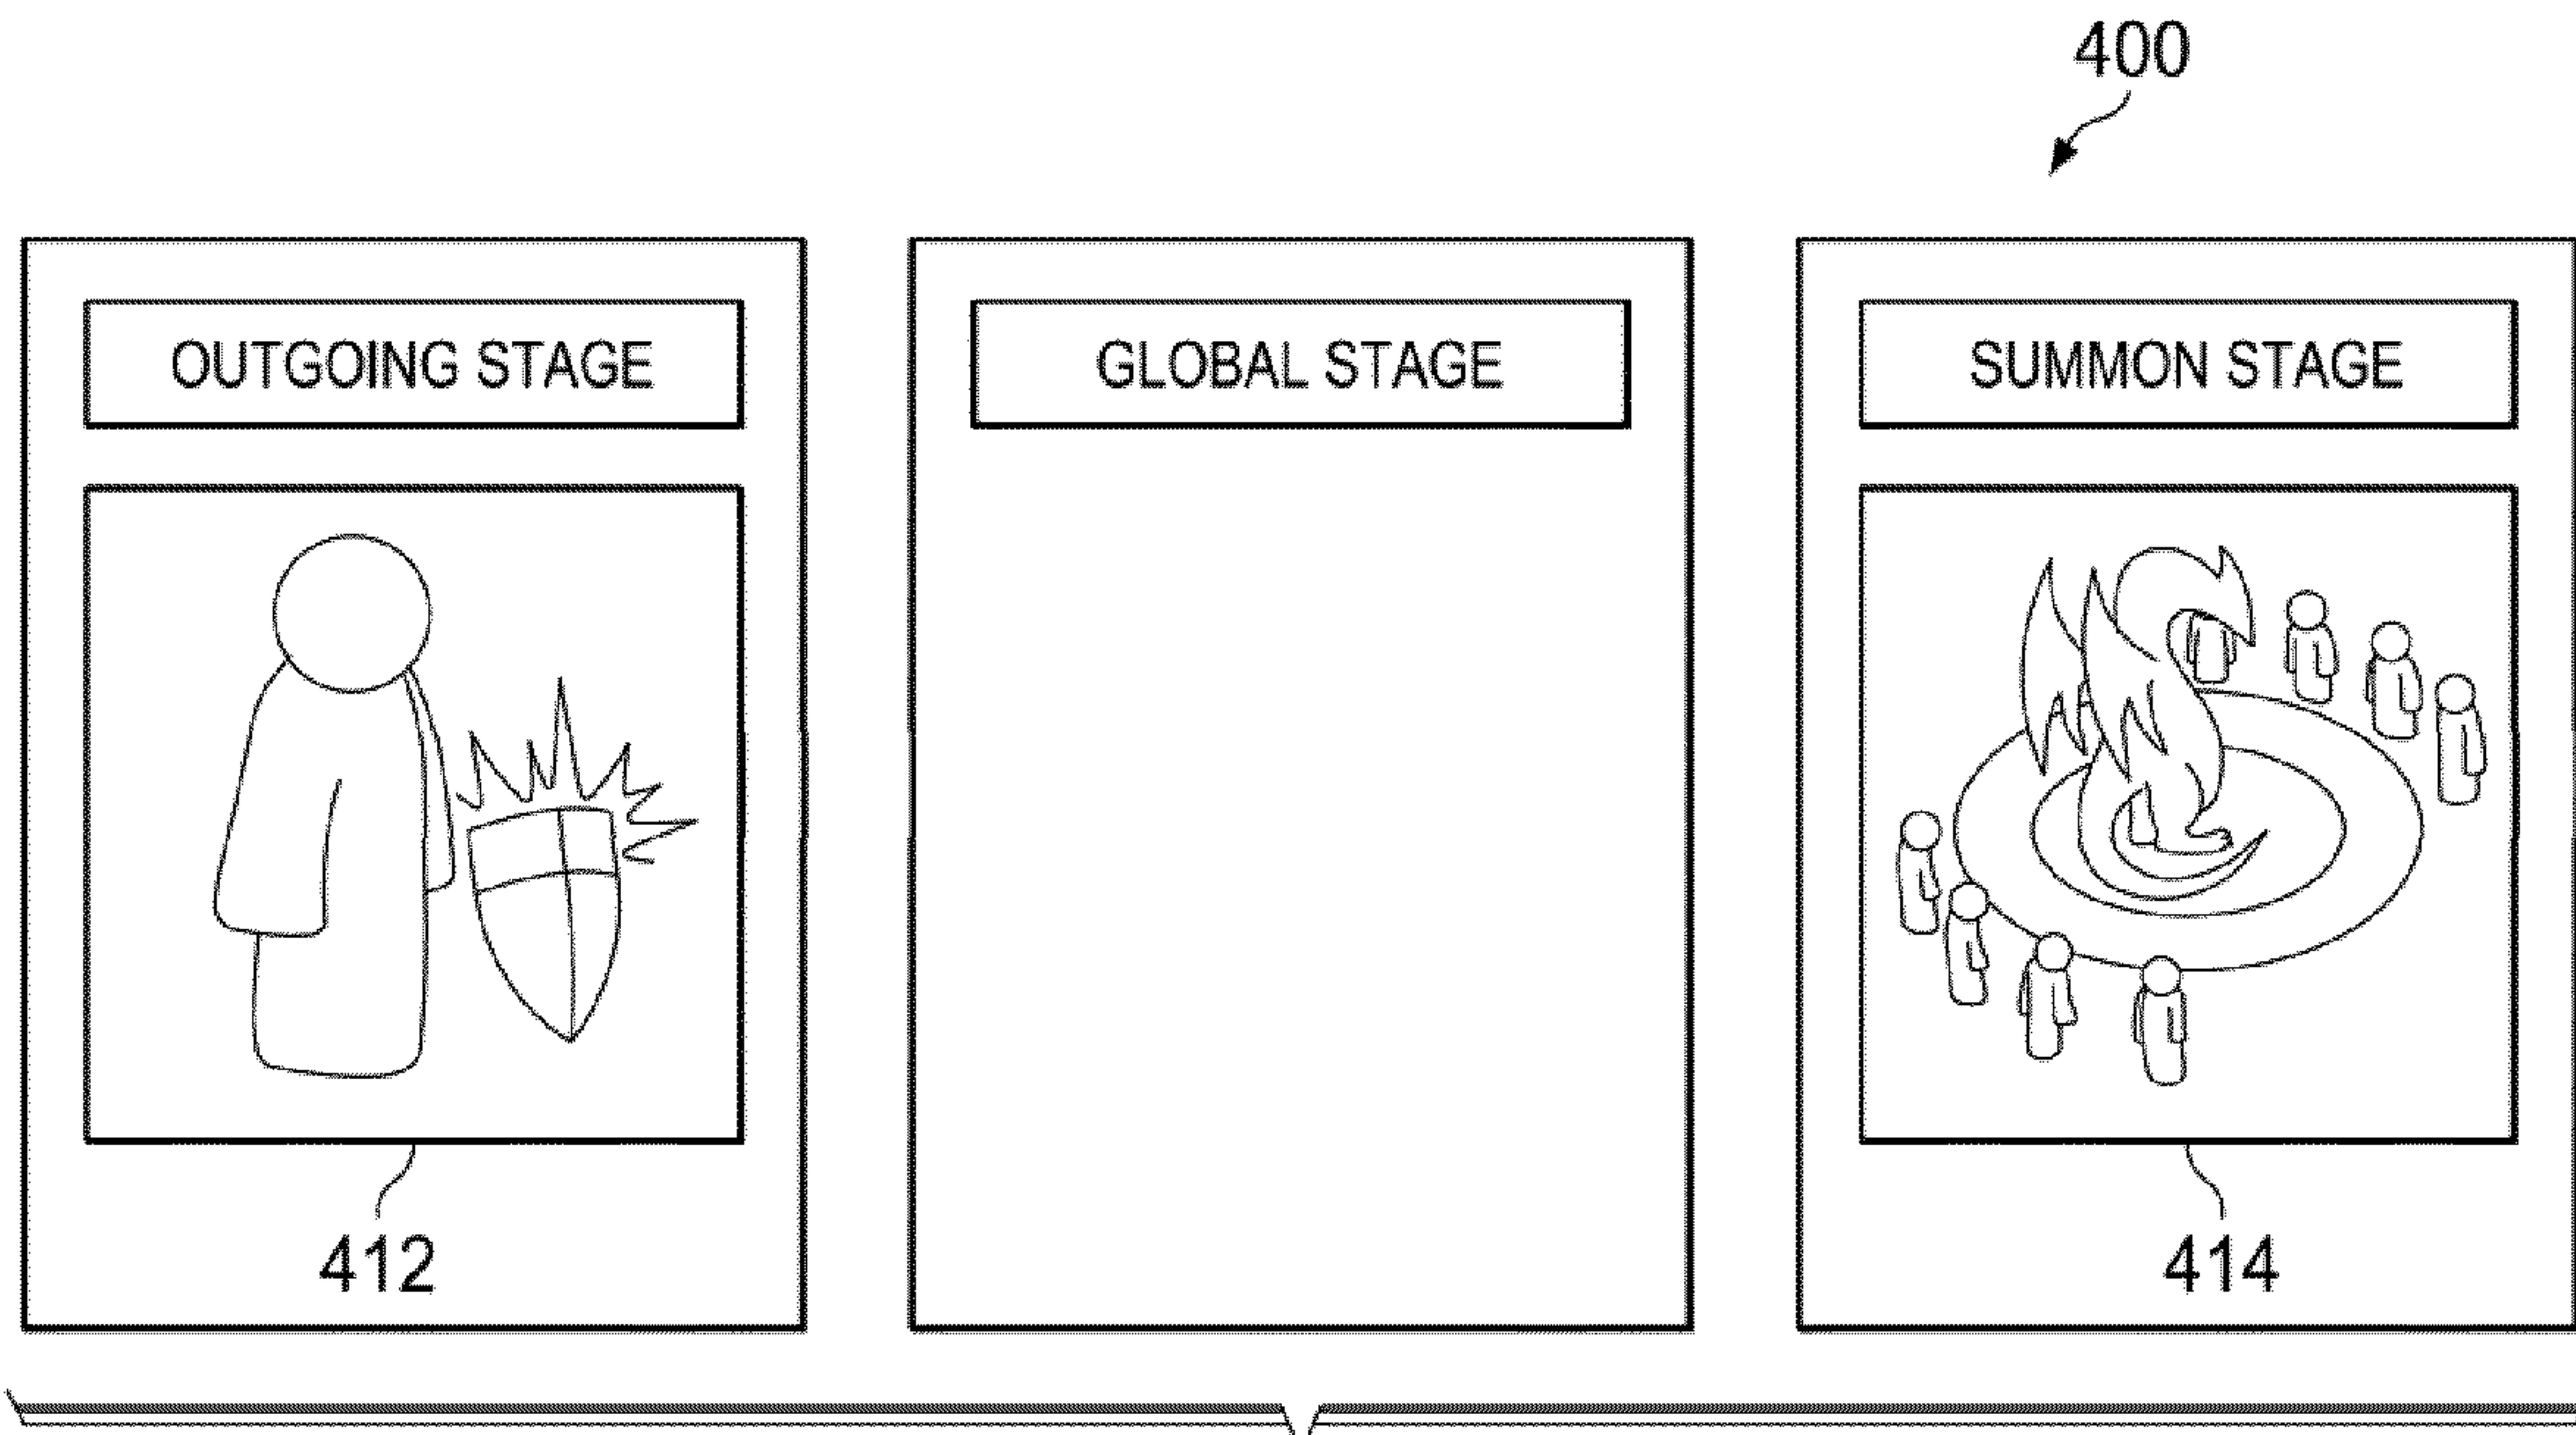 400
OUTGOING STAGE
GLOBAL STAGE
SUMMON STAGE
412
414